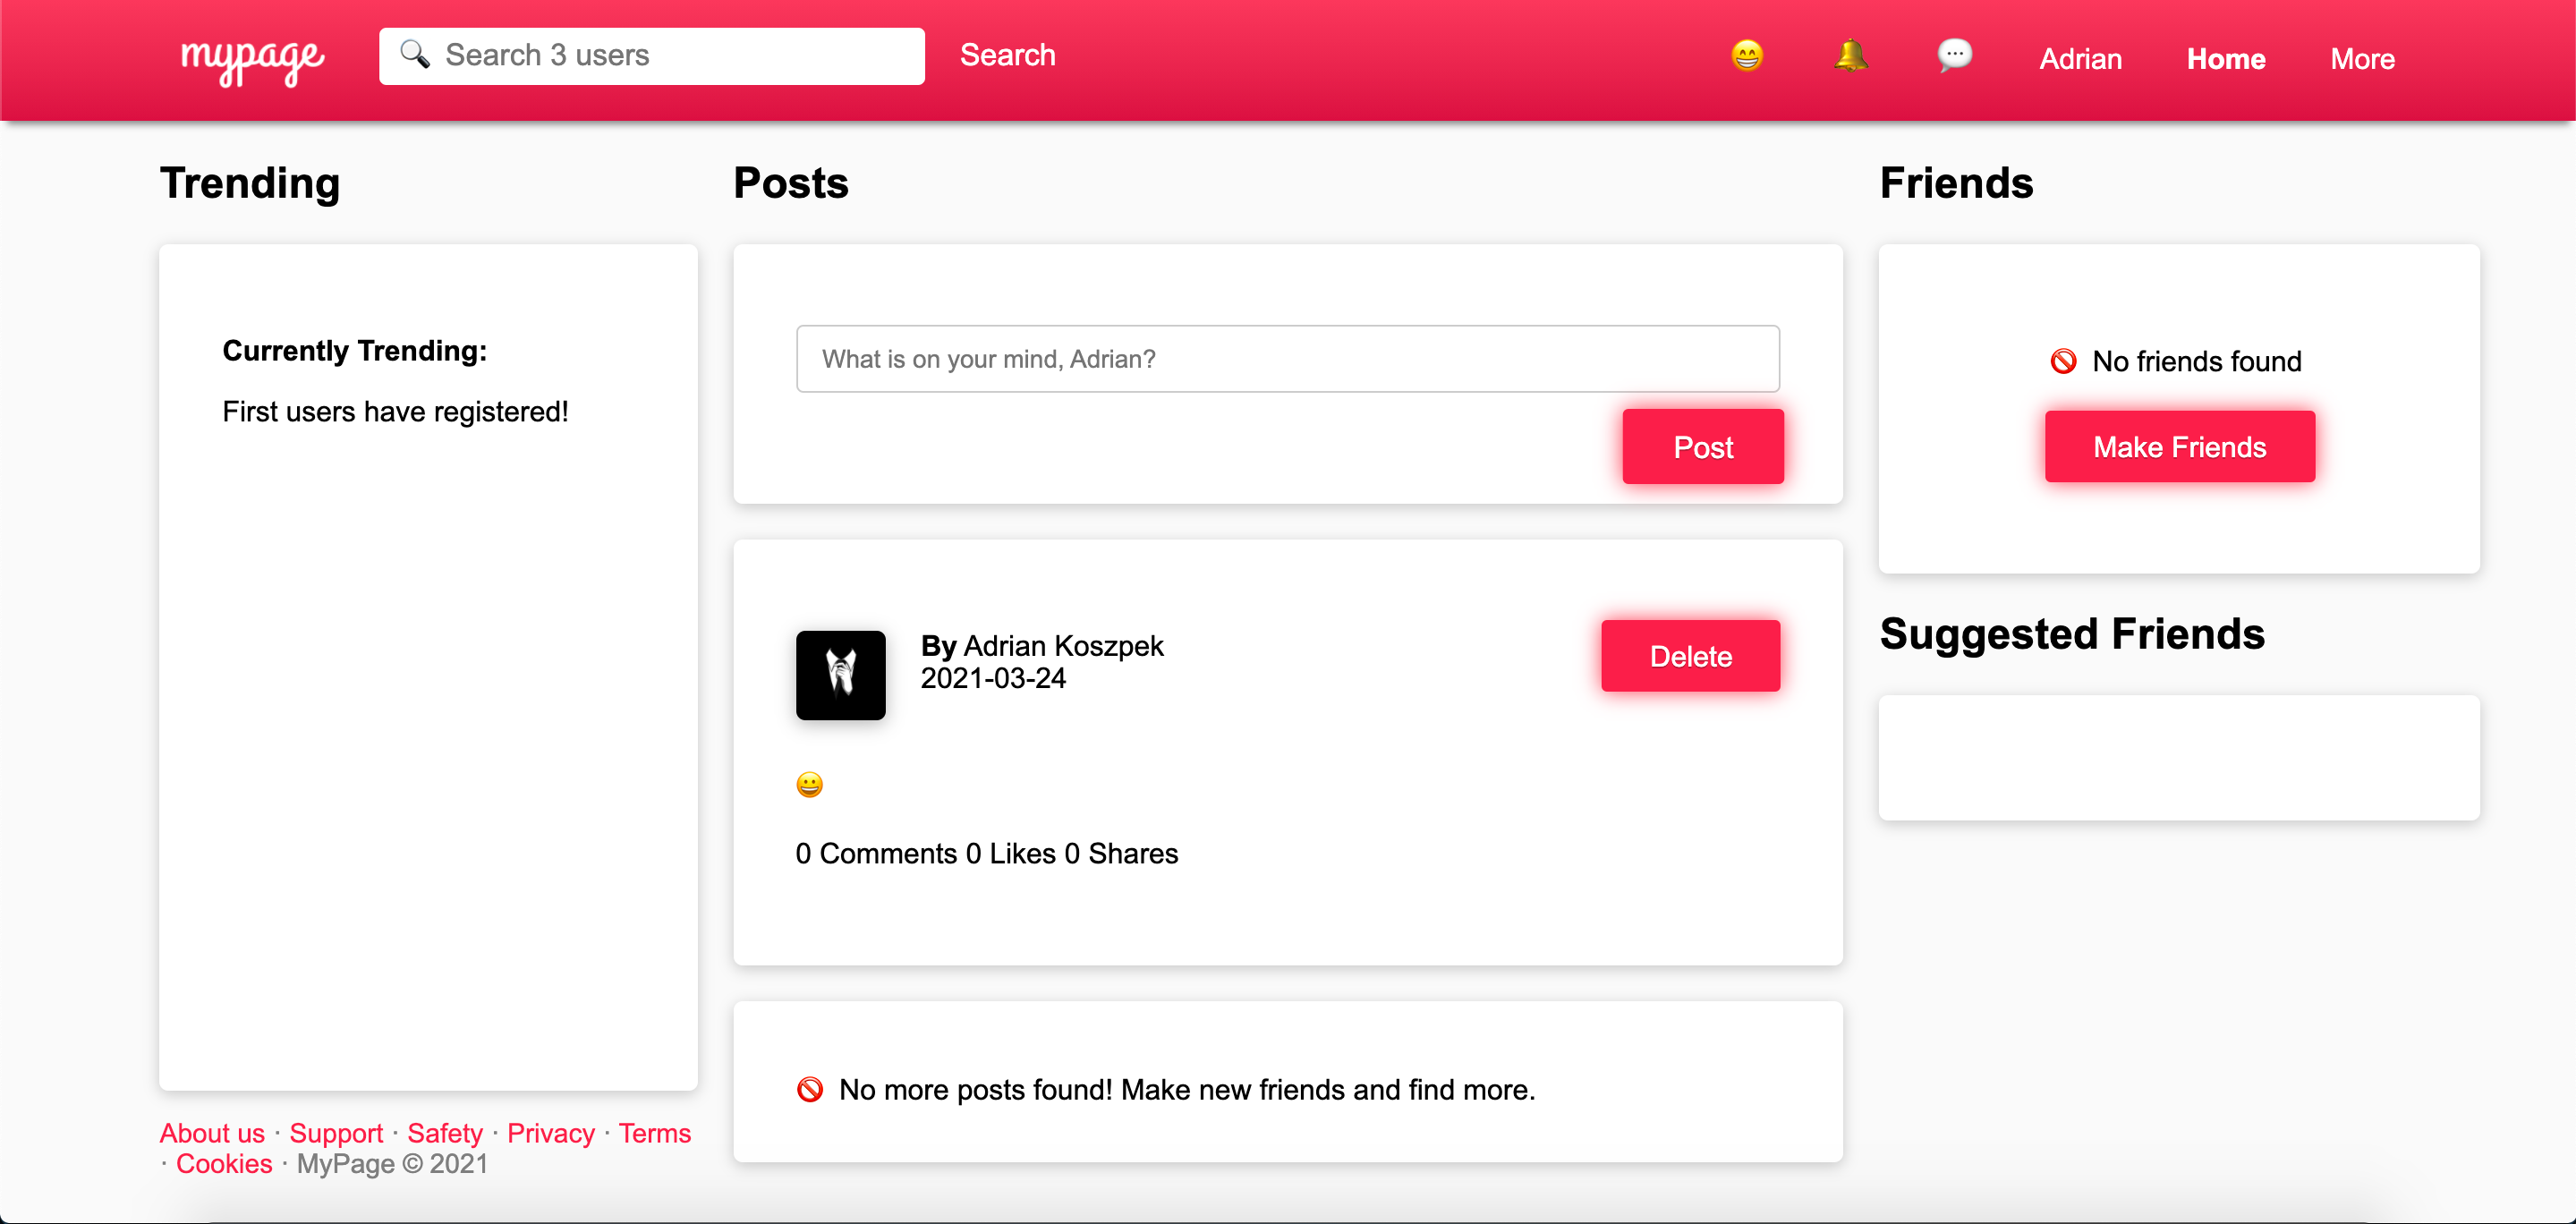 mypage
🔍 Search 3 users
Search
😁 🔔 💬 Adrian Home More
Trending
Currently Trending:
First users have registered!
About us · Support · Safety · Privacy · Terms
· Cookies · MyPage © 2021
Posts
What is on your mind, Adrian?
Post
By Adrian Koszpek
2021-03-24
Delete
😀
0 Comments 0 Likes 0 Shares
🚫 No more posts found! Make new friends and find more.
Friends
🚫 No friends found
Make Friends
Suggested Friends